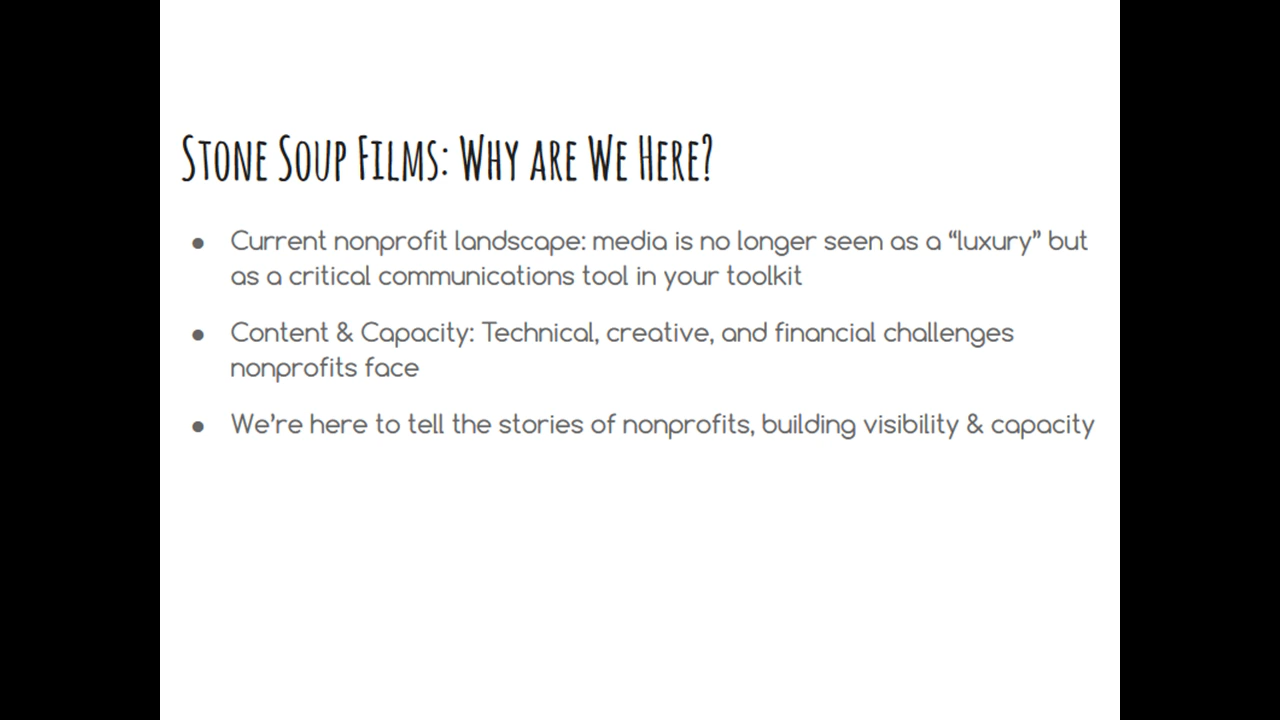 Stone Soup Films: Why are We Here?
● Current nonprofit landscape: media is no longer seen as a “luxury” but
as a critical communications tool in your toolkit
● Content & Capacity: Technical, creative, and financial challenges
nonprofits face
● We’re here to tell the stories of nonprofits, building visibility & capacity